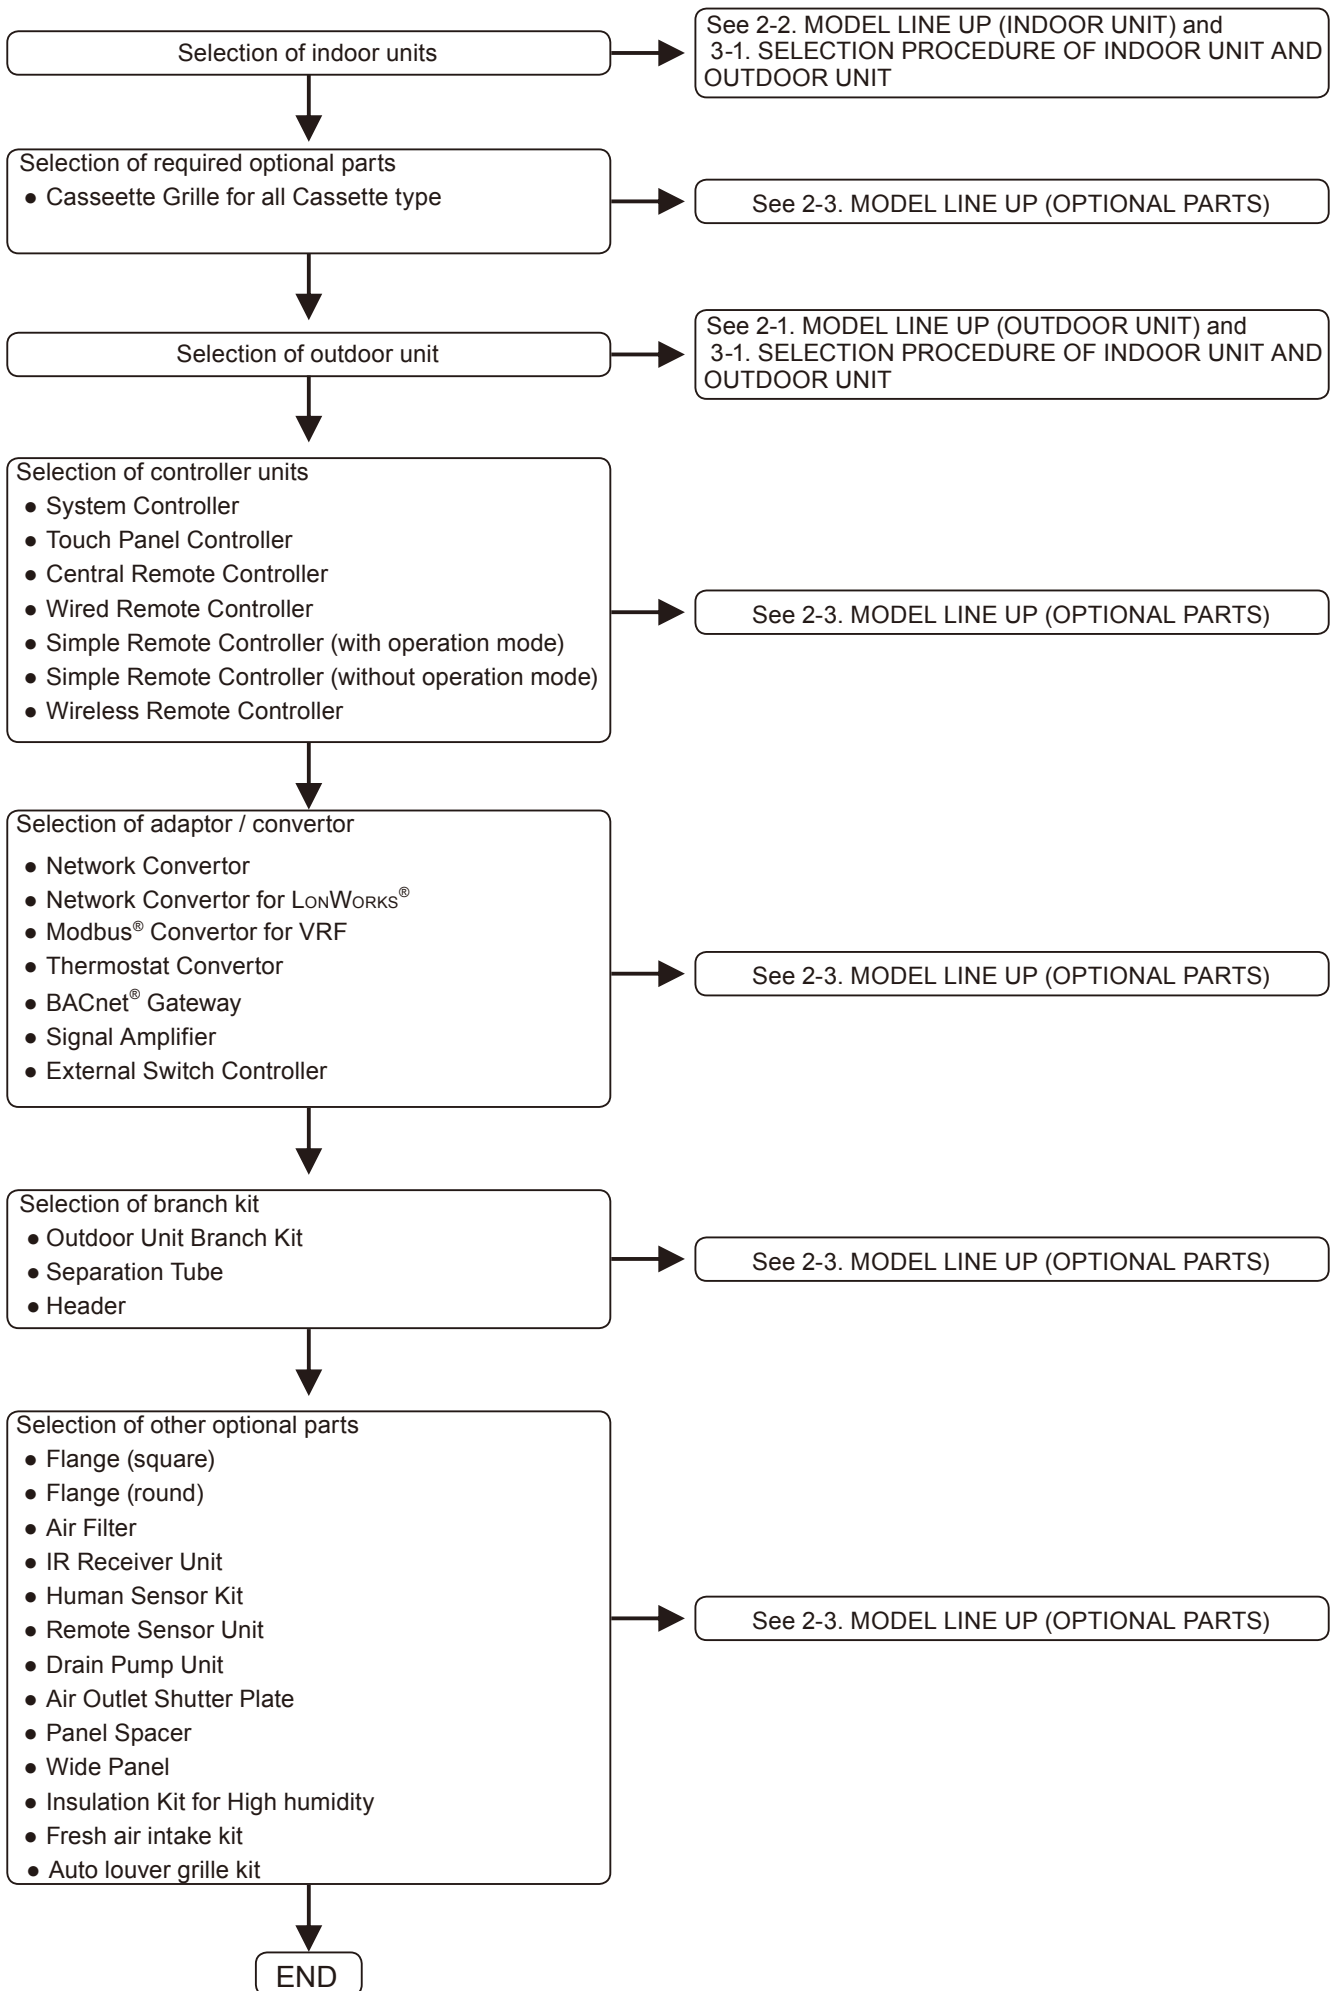 Selection of indoor units
See 2-2. MODEL LINE UP (INDOOR UNIT) and
3-1. SELECTION PROCEDURE OF INDOOR UNIT AND
OUTDOOR UNIT
Selection of required optional parts
● Casseette Grille for all Cassette type
See 2-3. MODEL LINE UP (OPTIONAL PARTS)
Selection of outdoor unit
See 2-1. MODEL LINE UP (OUTDOOR UNIT) and
3-1. SELECTION PROCEDURE OF INDOOR UNIT AND
OUTDOOR UNIT
Selection of controller units
● System Controller
● Touch Panel Controller
● Central Remote Controller
● Wired Remote Controller
● Simple Remote Controller (with operation mode)
● Simple Remote Controller (without operation mode)
● Wireless Remote Controller
See 2-3. MODEL LINE UP (OPTIONAL PARTS)
Selection of adaptor / convertor
● Network Convertor
● Network Convertor for LONWORKS®
● Modbus® Convertor for VRF
● Thermostat Convertor
● BACnet® Gateway
● Signal Amplifier
● External Switch Controller
See 2-3. MODEL LINE UP (OPTIONAL PARTS)
Selection of branch kit
● Outdoor Unit Branch Kit
● Separation Tube
● Header
See 2-3. MODEL LINE UP (OPTIONAL PARTS)
Selection of other optional parts
● Flange (square)
● Flange (round)
● Air Filter
● IR Receiver Unit
● Human Sensor Kit
● Remote Sensor Unit
● Drain Pump Unit
● Air Outlet Shutter Plate
● Panel Spacer
● Wide Panel
● Insulation Kit for High humidity
● Fresh air intake kit
● Auto louver grille kit
See 2-3. MODEL LINE UP (OPTIONAL PARTS)
END